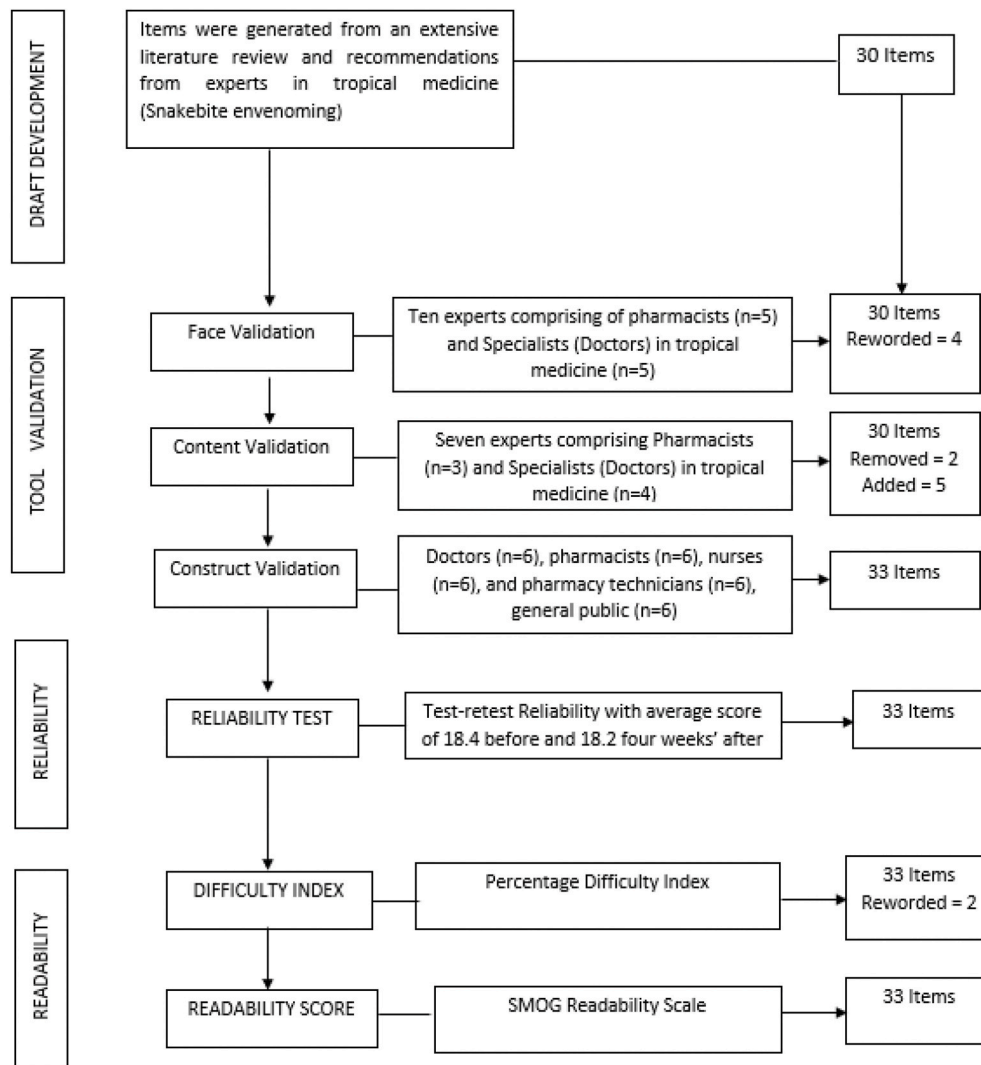 DRAFT DEVELOPMENT
Items were generated from an extensive
literature review and recommendations
from experts in tropical medicine
(Snakebite envenoming)
30 Items
TOOL VALIDATION
Face Validation
Ten experts comprising of pharmacists (n=5)
and Specialists (Doctors) in tropical
medicine (n=5)
30 Items
Reworded = 4
Content Validation
Seven experts comprising Pharmacists
(n=3) and Specialists (Doctors) in tropical
medicine (n=4)
30 Items
Removed = 2
Added = 5
Construct Validation
Doctors (n=6), pharmacists (n=6), nurses
(n=6), and pharmacy technicians (n=6),
general public (n=6)
33 Items
RELIABILITY
RELIABILITY TEST
Test-retest Reliability with average score
of 18.4 before and 18.2 four weeks’ after
33 Items
READABILITY
DIFFICULTY INDEX
Percentage Difficulty Index
33 Items
Reworded = 2
READABILITY SCORE
SMOG Readability Scale
33 Items